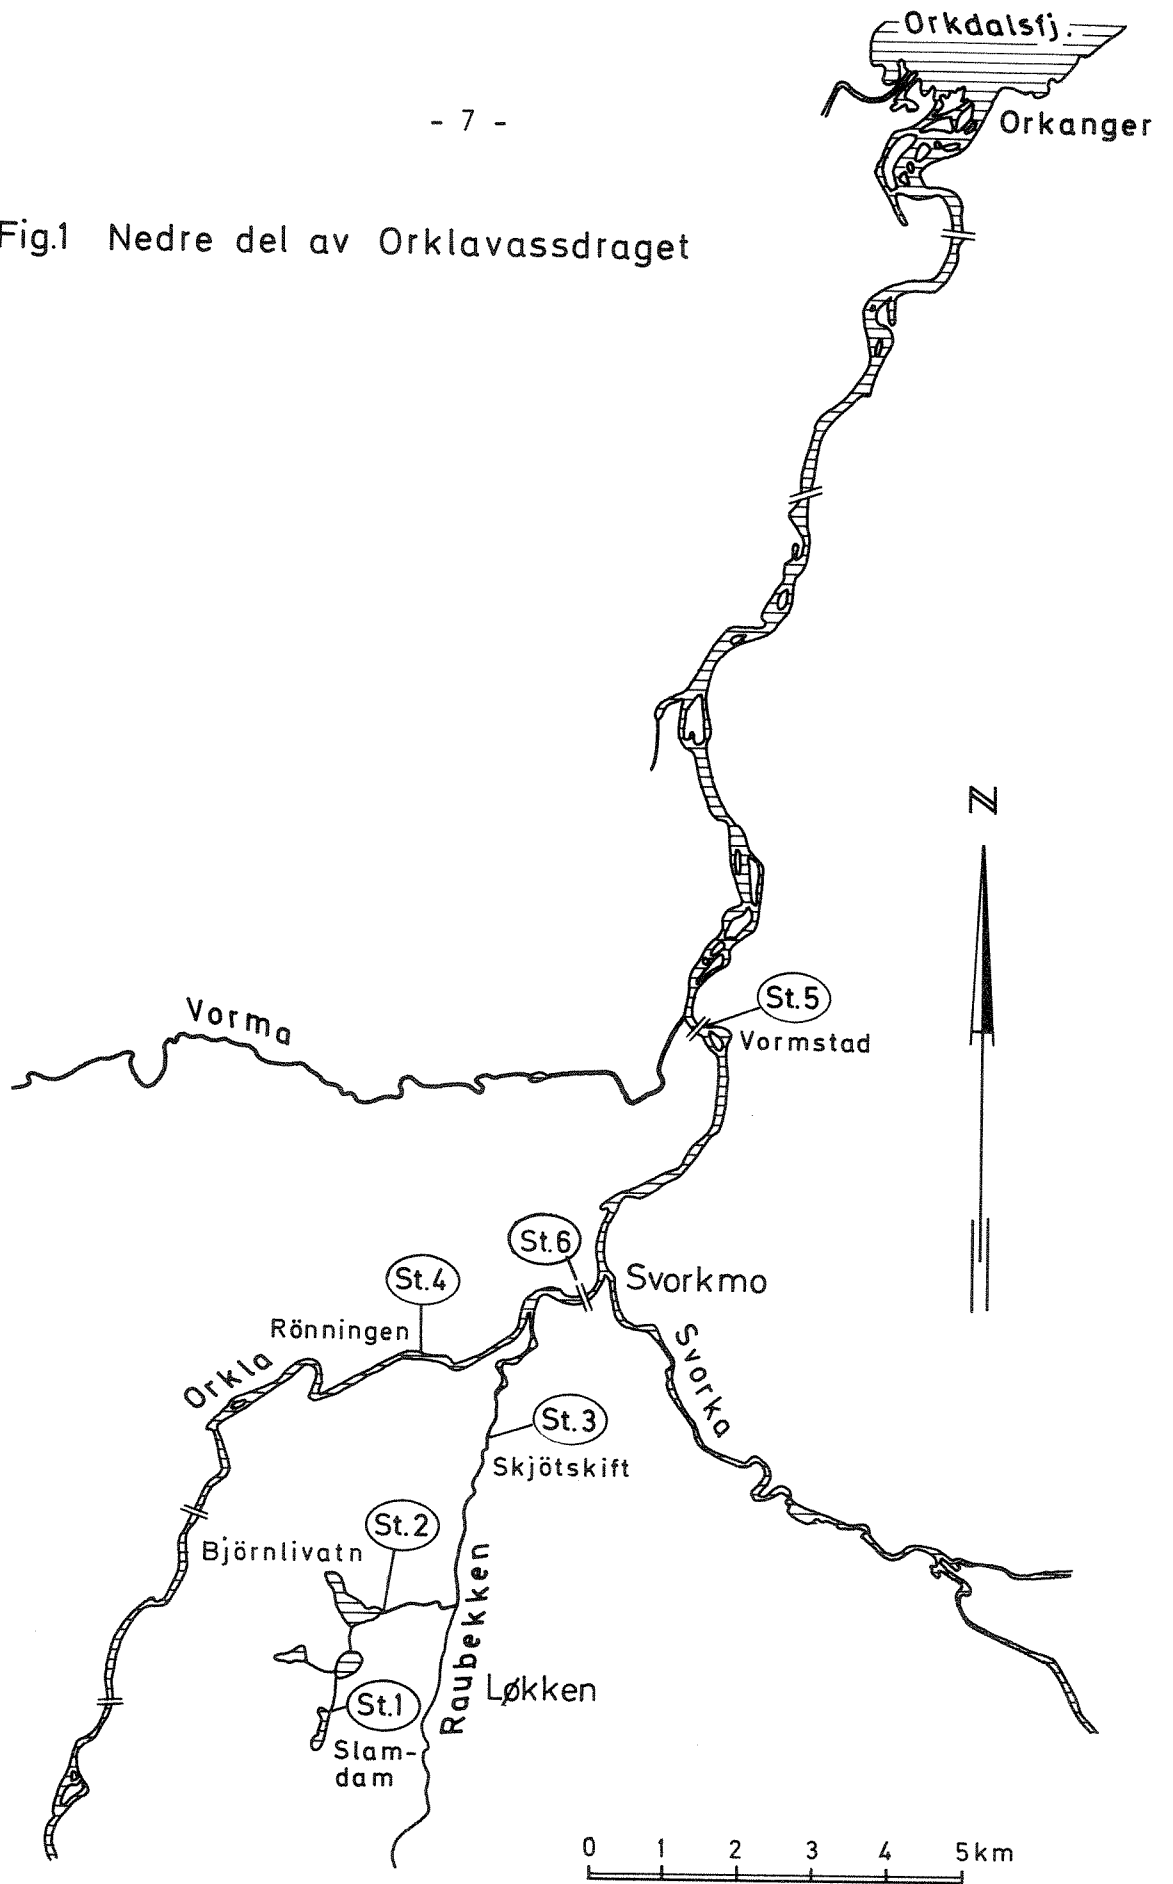 Orkdalsfj.
- 7 -
Orkanger
Fig.1 Nedre del av Orklavassdraget
N
Vorma
St.5
Vormstad
St.6
Svorkmo
St.4
Rönningen
Orkla
Svorka
St.3
Skjötskift
St.2
Björnlivatn
Raubekken
Løkken
St.1
Slam-
dam
0 1 2 3 4 5km